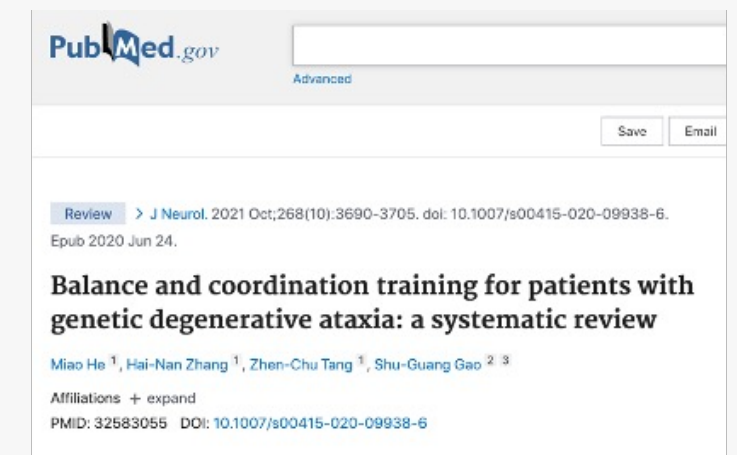 PubMed.gov
Advanced
Save Email
Review > J Neurol. 2021 Oct;268(10):3690-3705. doi: 10.1007/s00415-020-09938-6.
Epub 2020 Jun 24.
Balance and coordination training for patients with
genetic degenerative ataxia: a systematic review
Miao He 1, Hai-Nan Zhang 1, Zhen-Chu Tang 1, Shu-Guang Gao 2 3
Affiliations + expand
PMID: 32583055 DOI: 10.1007/s00415-020-09938-6